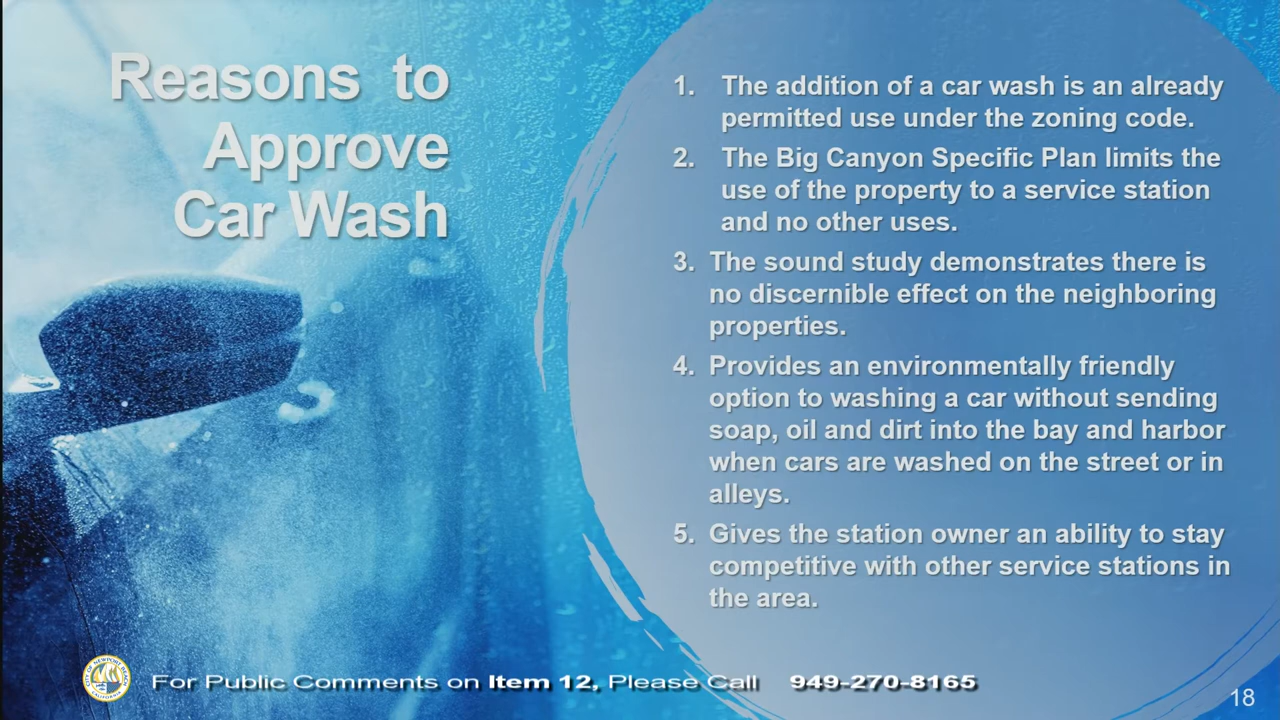 Reasons to
Approve
Car Wash
1. The addition of a car wash is an already
permitted use under the zoning code.
2. The Big Canyon Specific Plan limits the
use of the property to a service station
and no other uses.
3. The sound study demonstrates there is
no discernible effect on the neighboring
properties.
4. Provides an environmentally friendly
option to washing a car without sending
soap, oil and dirt into the bay and harbor
when cars are washed on the street or in
alleys.
5. Gives the station owner an ability to stay
competitive with other service stations in
the area.
CITY OF NEWPORT BEACH
CALIFORNIA
For Public Comments on Item 12, Please Call 949-270-8165
18